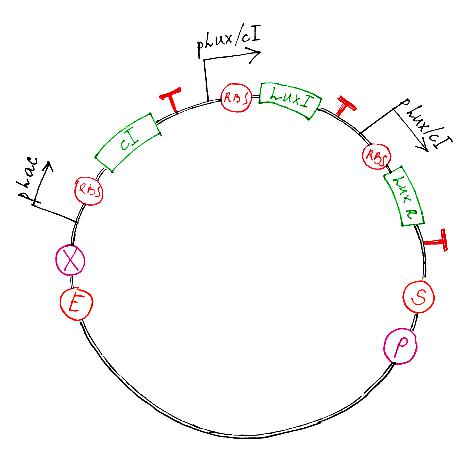 pLux/cI
RBS
LuxI
cI
pLux/cI
RBS
RBS
pLac
LuxR
X
E
S
P